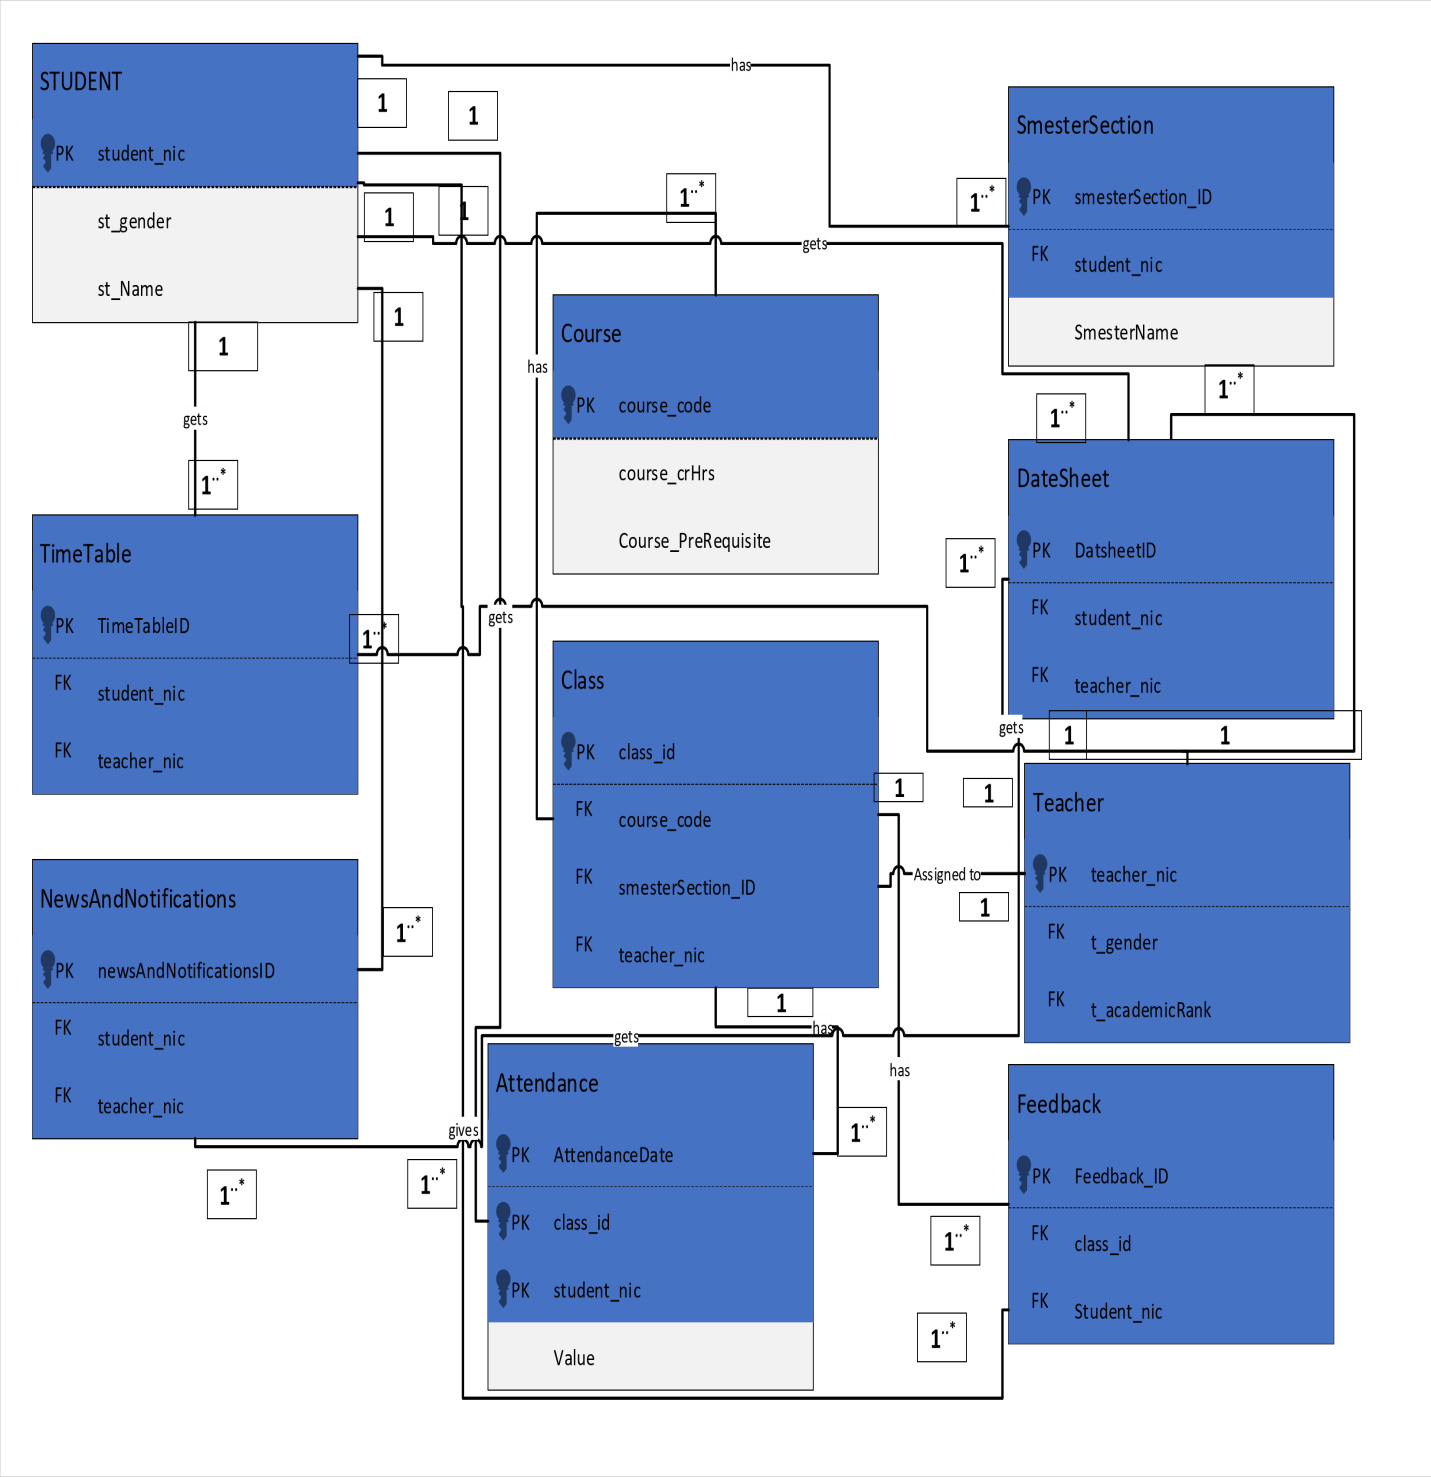 STUDENT
PK student_nic
st_gender
st_Name
has
1
1
1
1
1
1
gets
1..*
TimeTable
PK TimeTableID
FK student_nic
FK teacher_nic
1..*
NewsAndNotifications
PK newsAndNotificationsID
FK student_nic
FK teacher_nic
1..*
1..*
1..*
gives
gets
1..*
has
Course
PK course_code
course_crHrs
Course_PreRequisite
gets
Class
PK class_id
FK course_code
FK smesterSection_ID
FK teacher_nic
1
has
gets
Attendance
PK AttendanceDate
PK class_id
PK student_nic
Value
1..*
1..*
SmesterSection
PK smesterSection_ID
FK student_nic
SmesterName
1..*
1..*
DateSheet
PK DatsheetID
FK student_nic
FK teacher_nic
1..*
gets
1
1
1
1
Assigned to
1
Teacher
PK teacher_nic
FK t_gender
FK t_academicRank
has
Feedback
PK Feedback_ID
FK class_id
FK Student_nic
1..*
1..*